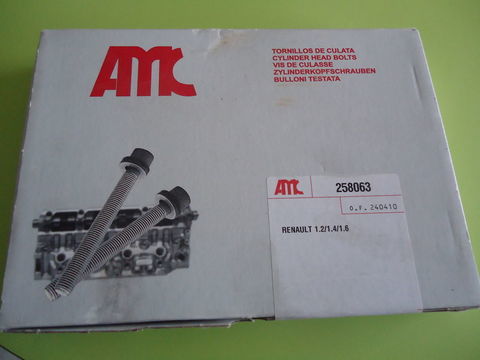 AMC
TORNILLOS DE CULATA
CYLINDER HEAD BOLTS
VIS DE CULASSE
ZYLINDERKOPFSCHRAUBEN
BULLONI TESTATA
AMC
258063
O.F. 240410
RENAULT 1.2/1.4/1.6